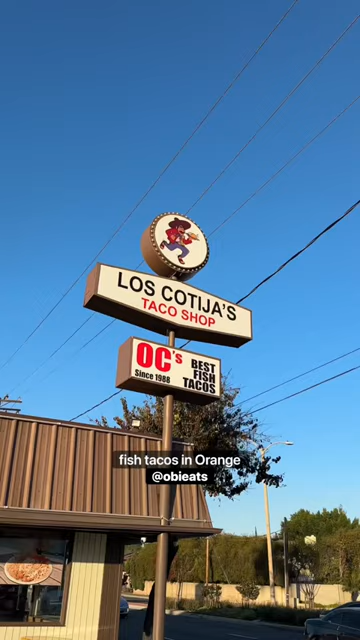 LOS COTIJA'S
TACO SHOP
OC's
Since 1988
BEST
FISH
TACOS
fish tacos in Orange
@obieats